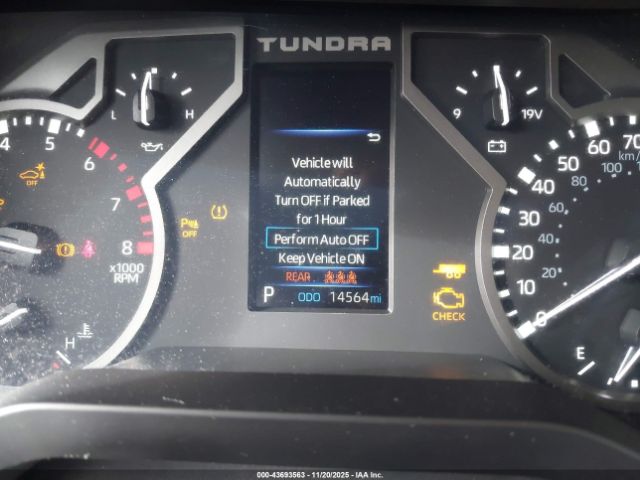 TUNDRA
L H
9 19V
4 5 6 7 8
x1000
RPM
OFF
OFF
H
Vehicle will
Automatically
Turn OFF if Parked
for 1 Hour
Perform Auto OFF
Keep Vehicle ON
REAR
P ODO 14564 mi
CHECK
0 10 20 30 40 50 60 70
km/
20 40 60 80 100
E
000-43693563 - 11/20/2025 - IAA Inc.